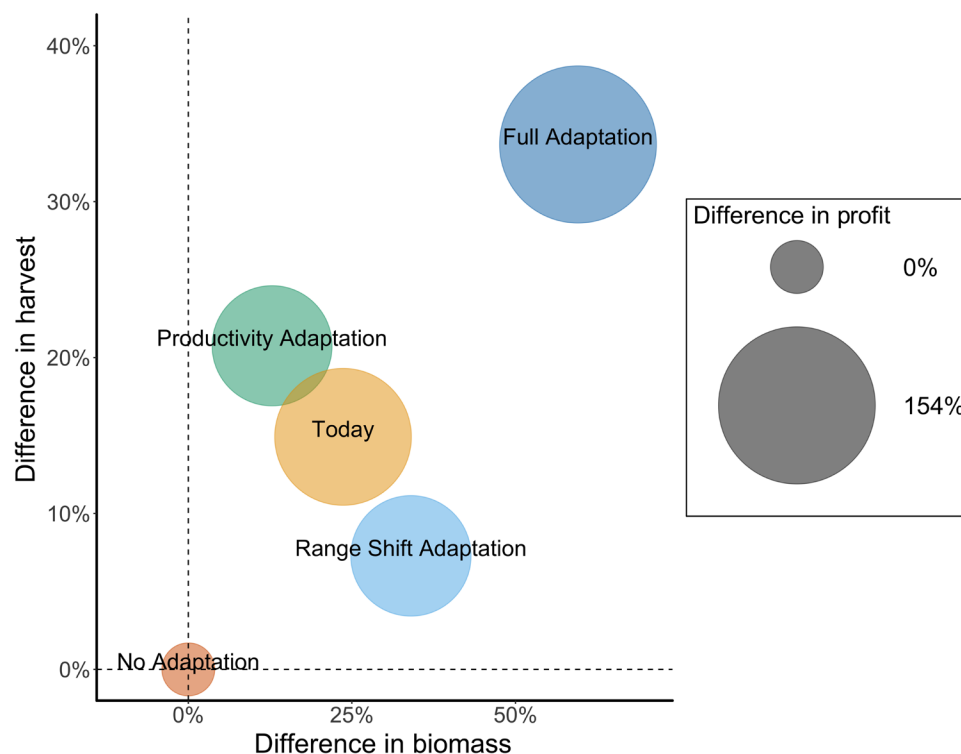 40%
30%
20%
10%
0%
Difference in harvest
Full Adaptation
Productivity Adaptation
Today
Range Shift Adaptation
No Adaptation
0%
25%
50%
Difference in biomass
Difference in profit
0%
154%